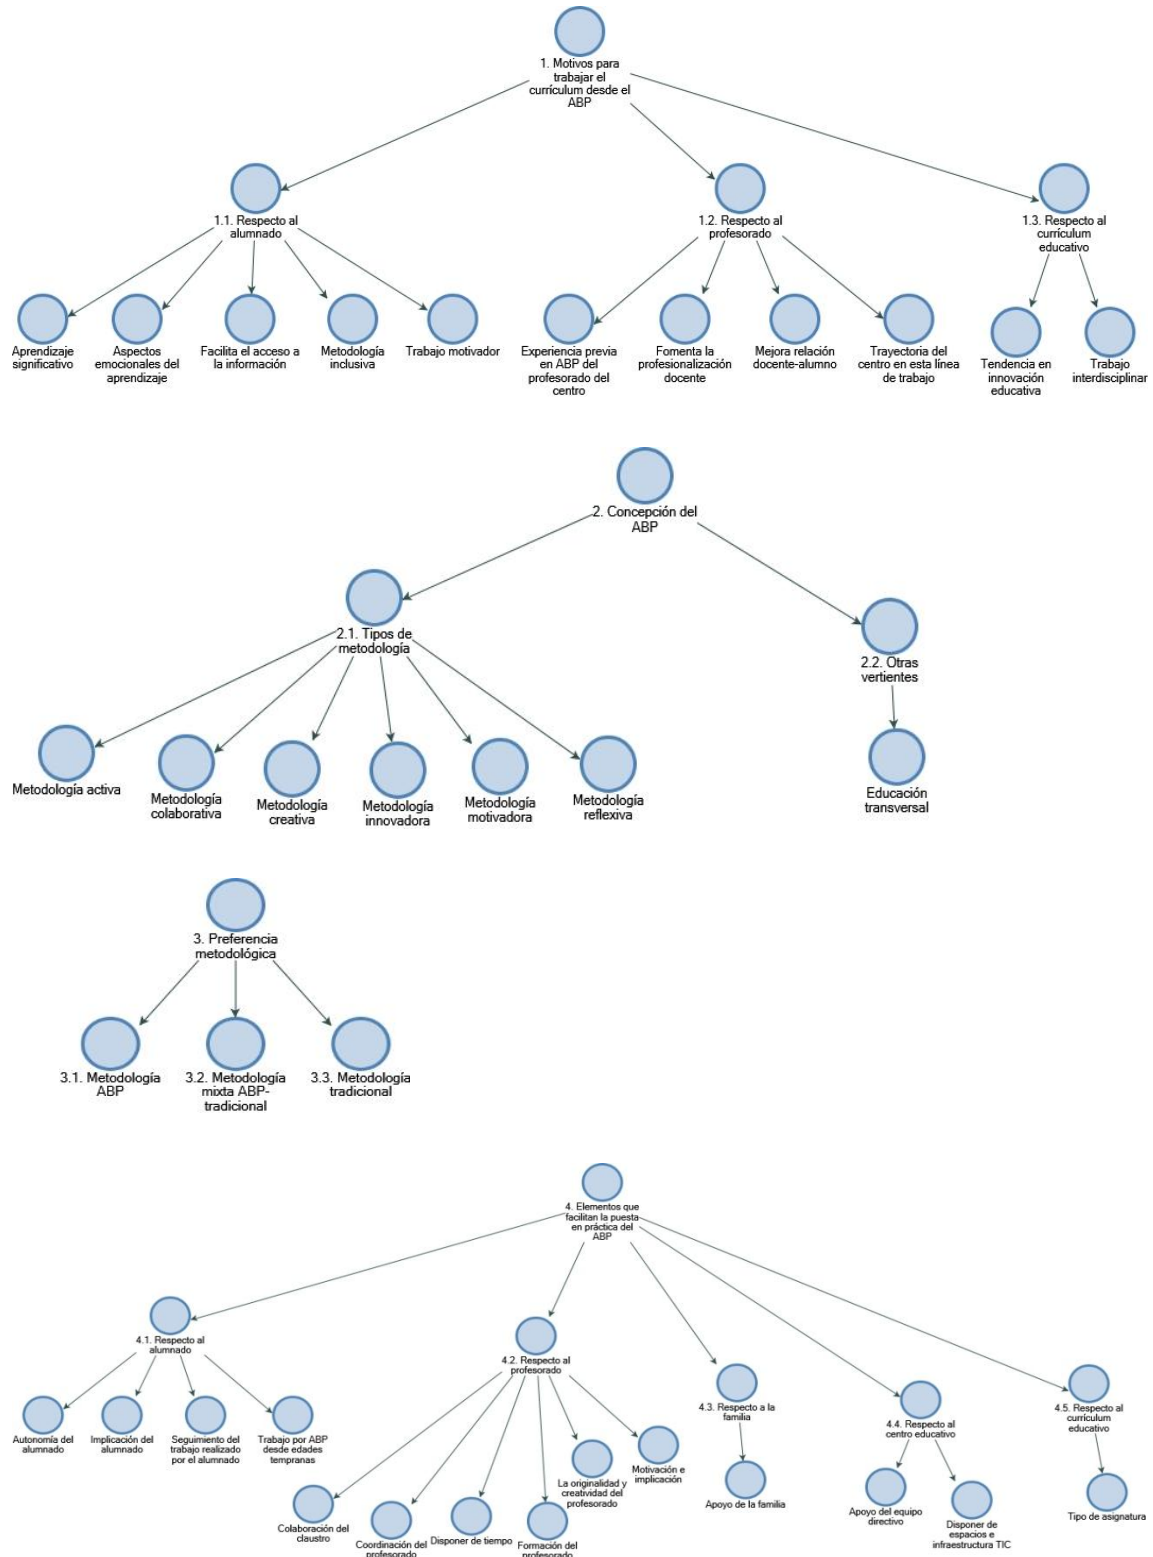 1. Motivos para
trabajar el
currículum desde el
ABP
1.1. Respecto al
alumnado
1.2. Respecto al
profesorado
1.3. Respecto al
currículum
educativo
Aprendizaje
significativo
Aspectos
emocionales del
aprendizaje
Facilita el acceso a
la información
Metodología
inclusiva
Trabajo motivador
Experiencia previa
en ABP del
profesorado del
centro
Fomenta la
profesionalización
docente
Mejora relación
docente-alumno
Trayectoria del
centro en esta línea
de trabajo
Tendencia en
innovación
educativa
Trabajo
interdisciplinar
2. Concepción del
ABP
2.1. Tipos de
metodología
2.2. Otras
vertientes
Metodología activa
Metodología
colaborativa
Metodología
creativa
Metodología
innovadora
Metodología
motivadora
Metodología
reflexiva
Educación
transversal
3. Preferencia
metodológica
3.1. Metodología
ABP
3.2. Metodología
mixta ABP-
tradicional
3.3. Metodología
tradicional
4. Elementos que
facilitan la puesta
en práctica del
ABP
4.1. Respecto al
alumnado
4.2. Respecto al
profesorado
4.3. Respecto a la
familia
4.4. Respecto al
centro educativo
4.5. Respecto al
currículum
educativo
Autonomía del
alumnado
Implicación del
alumnado
Seguimiento del
trabajo realizado
por el alumnado
Trabajo por ABP
desde edades
tempranas
Colaboración del
claustro
Coordinación del
profesorado
Disponer de tiempo
Formación del
profesorado
La originalidad y
creatividad del
profesorado
Motivación e
implicación
Apoyo de la familia
Apoyo del equipo
directivo
Disponer de
espacios e
infraestructura TIC
Tipo de asignatura